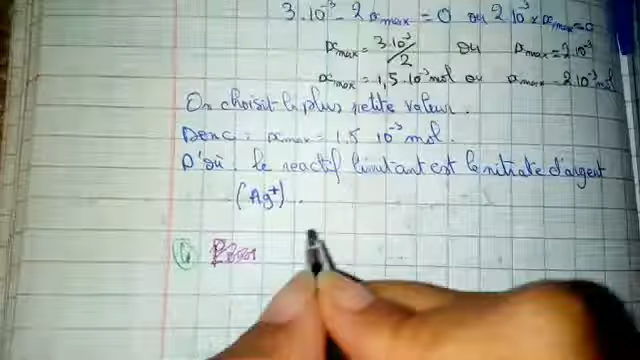 3.10⁻³ - 2 xmax = 0 ou 2 10⁻³ - xmax = 0
xmax = 3 10⁻³/2 ou xmax = 2 10⁻³
xmax = 1,5 10⁻³ mol ou xmax = 2 10⁻³ mol
On choisit la plus petite valeur.
Donc : xmax = 1.5 10⁻³ mol.
D'où : le reactif limitant est le nitrate d'argent
(Ag⁺).